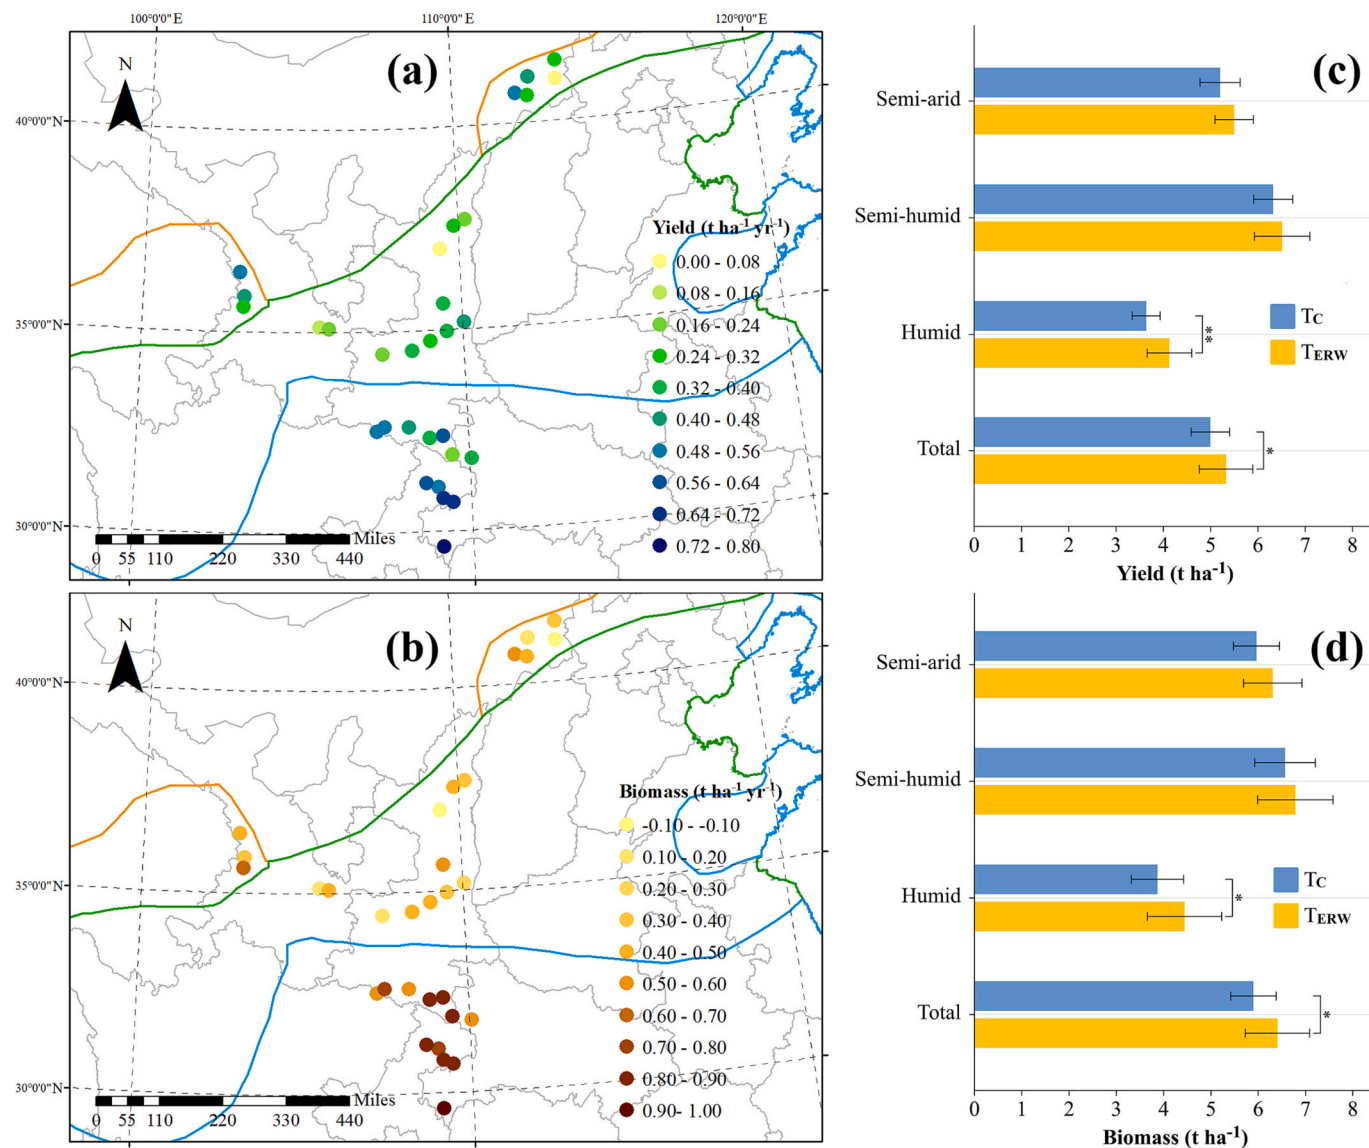 100°0'0"E 110°0'0"E 120°0'0"E
(a)
N
40°0'0"N
35°0'0"N
30°0'0"N
Yield (t ha⁻¹ yr⁻¹)
0.00 - 0.08
0.08 - 0.16
0.16 - 0.24
0.24 - 0.32
0.32 - 0.40
0.40 - 0.48
0.48 - 0.56
0.56 - 0.64
0.64 - 0.72
0.72 - 0.80
Miles
0 55 110 220 330 440
(c)
Semi-arid
Semi-humid
Humid
Total
**
*
TC
TERW
0 1 2 3 4 5 6 7 8
Yield (t ha⁻¹)
(b)
N
40°0'0"N
35°0'0"N
30°0'0"N
Biomass (t ha⁻¹ yr⁻¹)
-0.10 - -0.10
0.10 - 0.20
0.20 - 0.30
0.30 - 0.40
0.40 - 0.50
0.50 - 0.60
0.60 - 0.70
0.70 - 0.80
0.80 - 0.90
0.90- 1.00
Miles
0 55 110 220 330 440
100°0'0"E 110°0'0"E 120°0'0"E
(d)
Semi-arid
Semi-humid
Humid
Total
*
*
TC
TERW
0 1 2 3 4 5 6 7 8
Biomass (t ha⁻¹)